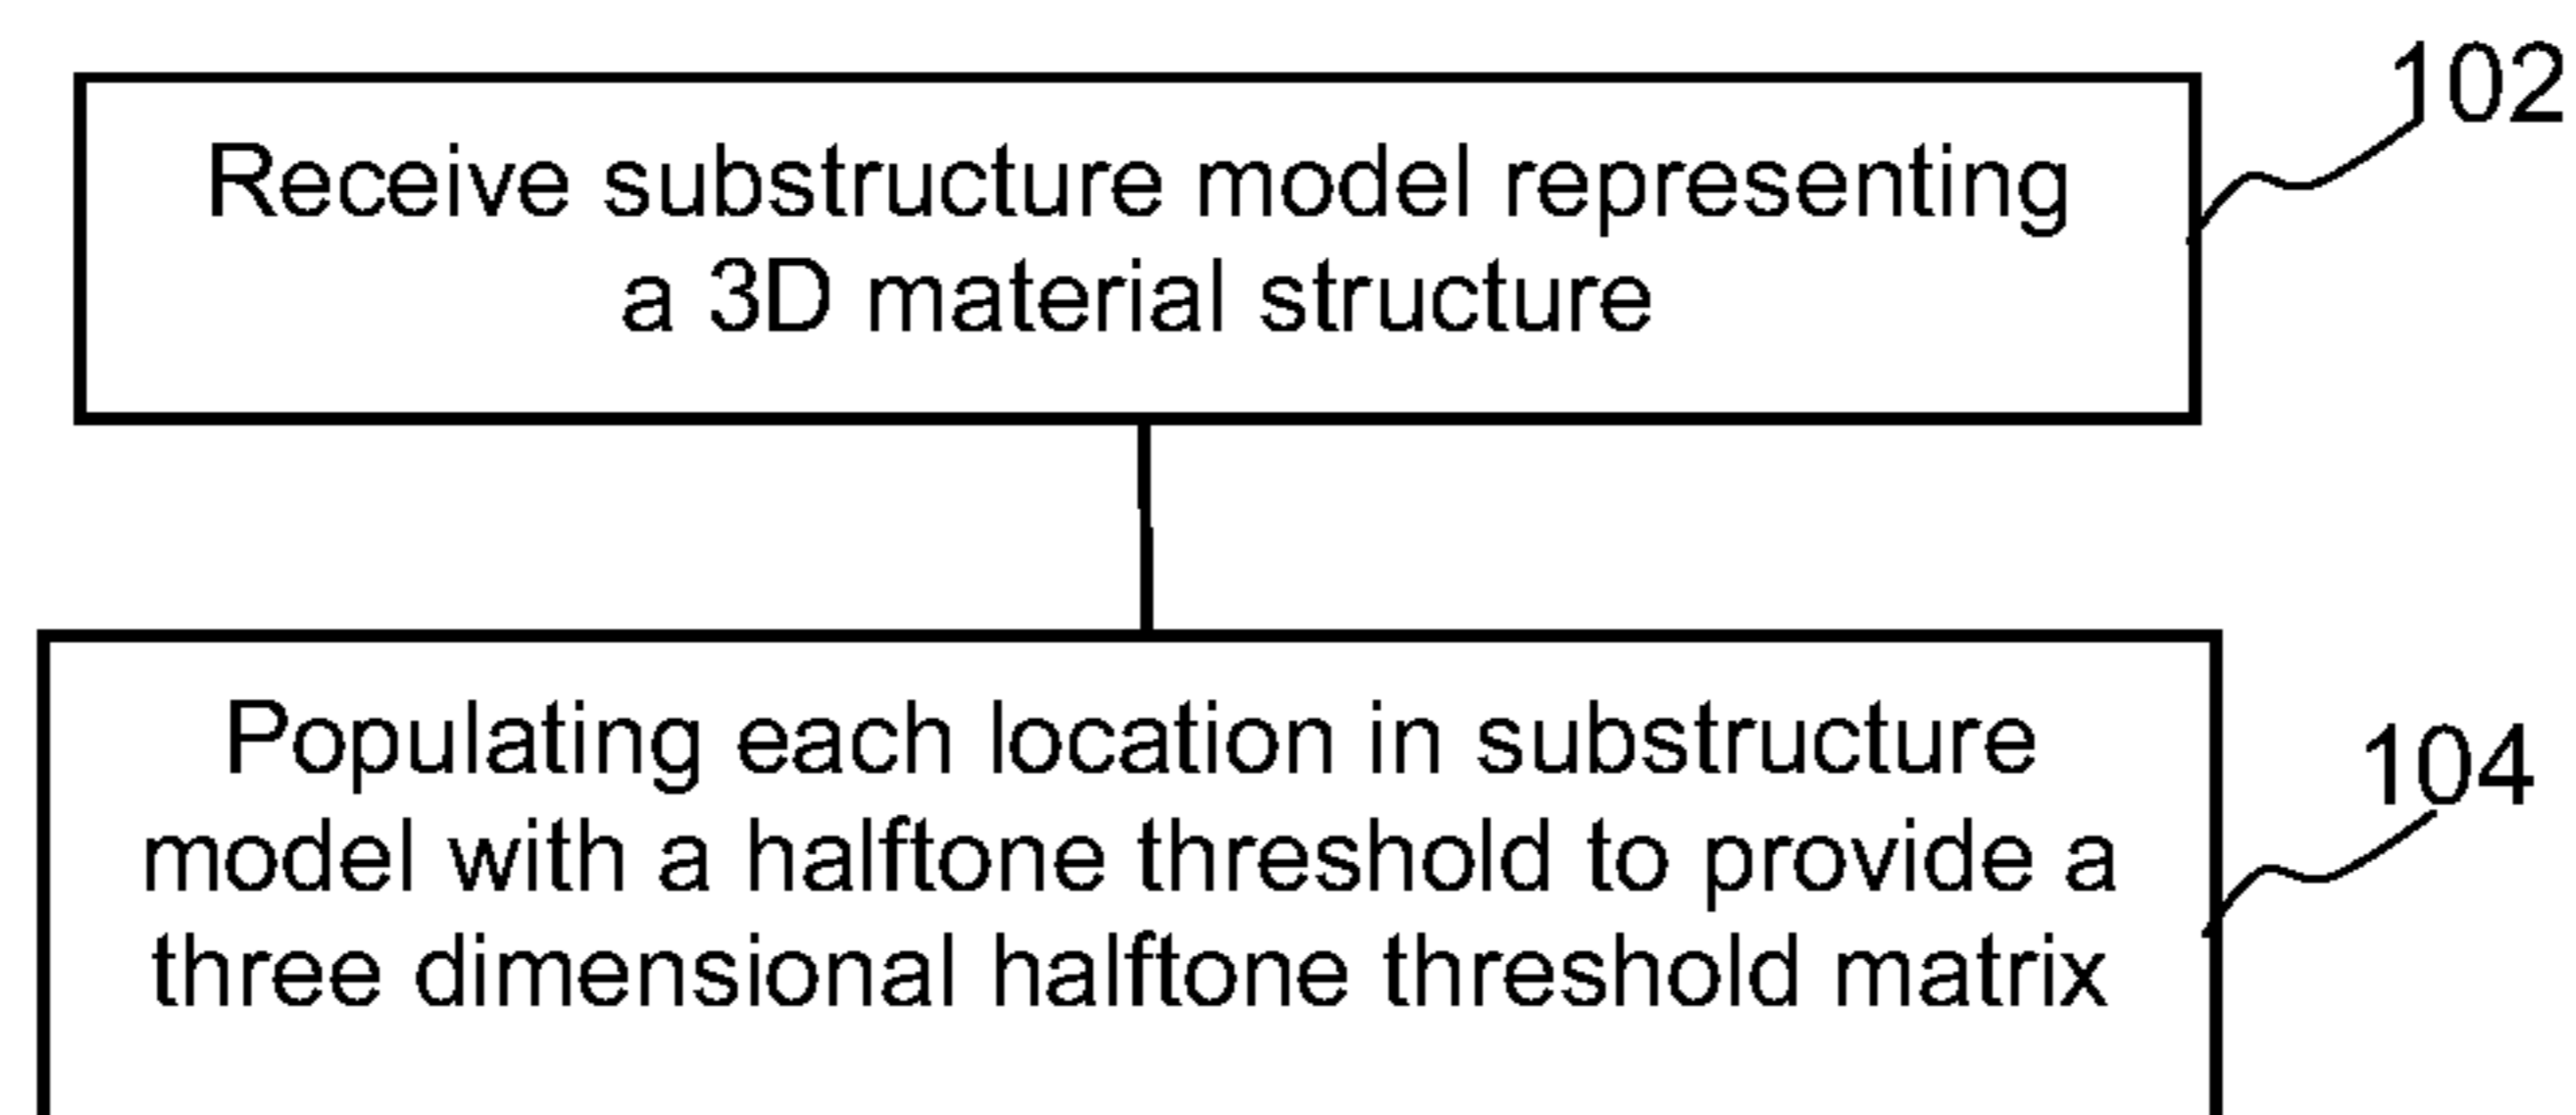 102
Receive substructure model representing
a 3D material structure
Populating each location in substructure
model with a halftone threshold to provide a
three dimensional halftone threshold matrix
104